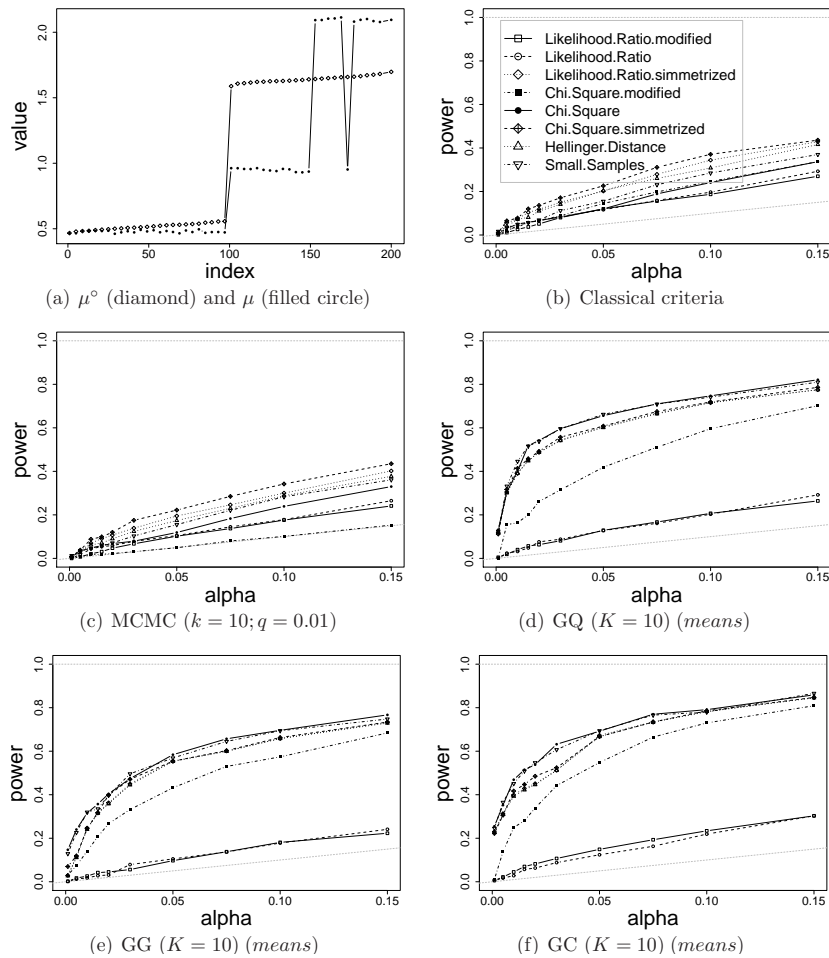 value
0.5 1.0 1.5 2.0
0 50 100 150 200
index
(a) μ° (diamond) and μ (filled circle)
power
0.0 0.2 0.4 0.6 0.8 1.0
Likelihood.Ratio.modified
Likelihood.Ratio
Likelihood.Ratio.simmetrized
Chi.Square.modified
Chi.Square
Chi.Square.simmetrized
Hellinger.Distance
Small.Samples
0.00 0.05 0.10 0.15
alpha
(b) Classical criteria
power
0.0 0.2 0.4 0.6 0.8 1.0
0.00 0.05 0.10 0.15
alpha
(c) MCMC (k = 10; q = 0.01)
power
0.0 0.2 0.4 0.6 0.8 1.0
0.00 0.05 0.10 0.15
alpha
(d) GQ (K = 10) (means)
power
0.0 0.2 0.4 0.6 0.8 1.0
0.00 0.05 0.10 0.15
alpha
(e) GG (K = 10) (means)
power
0.0 0.2 0.4 0.6 0.8 1.0
0.00 0.05 0.10 0.15
alpha
(f) GC (K = 10) (means)